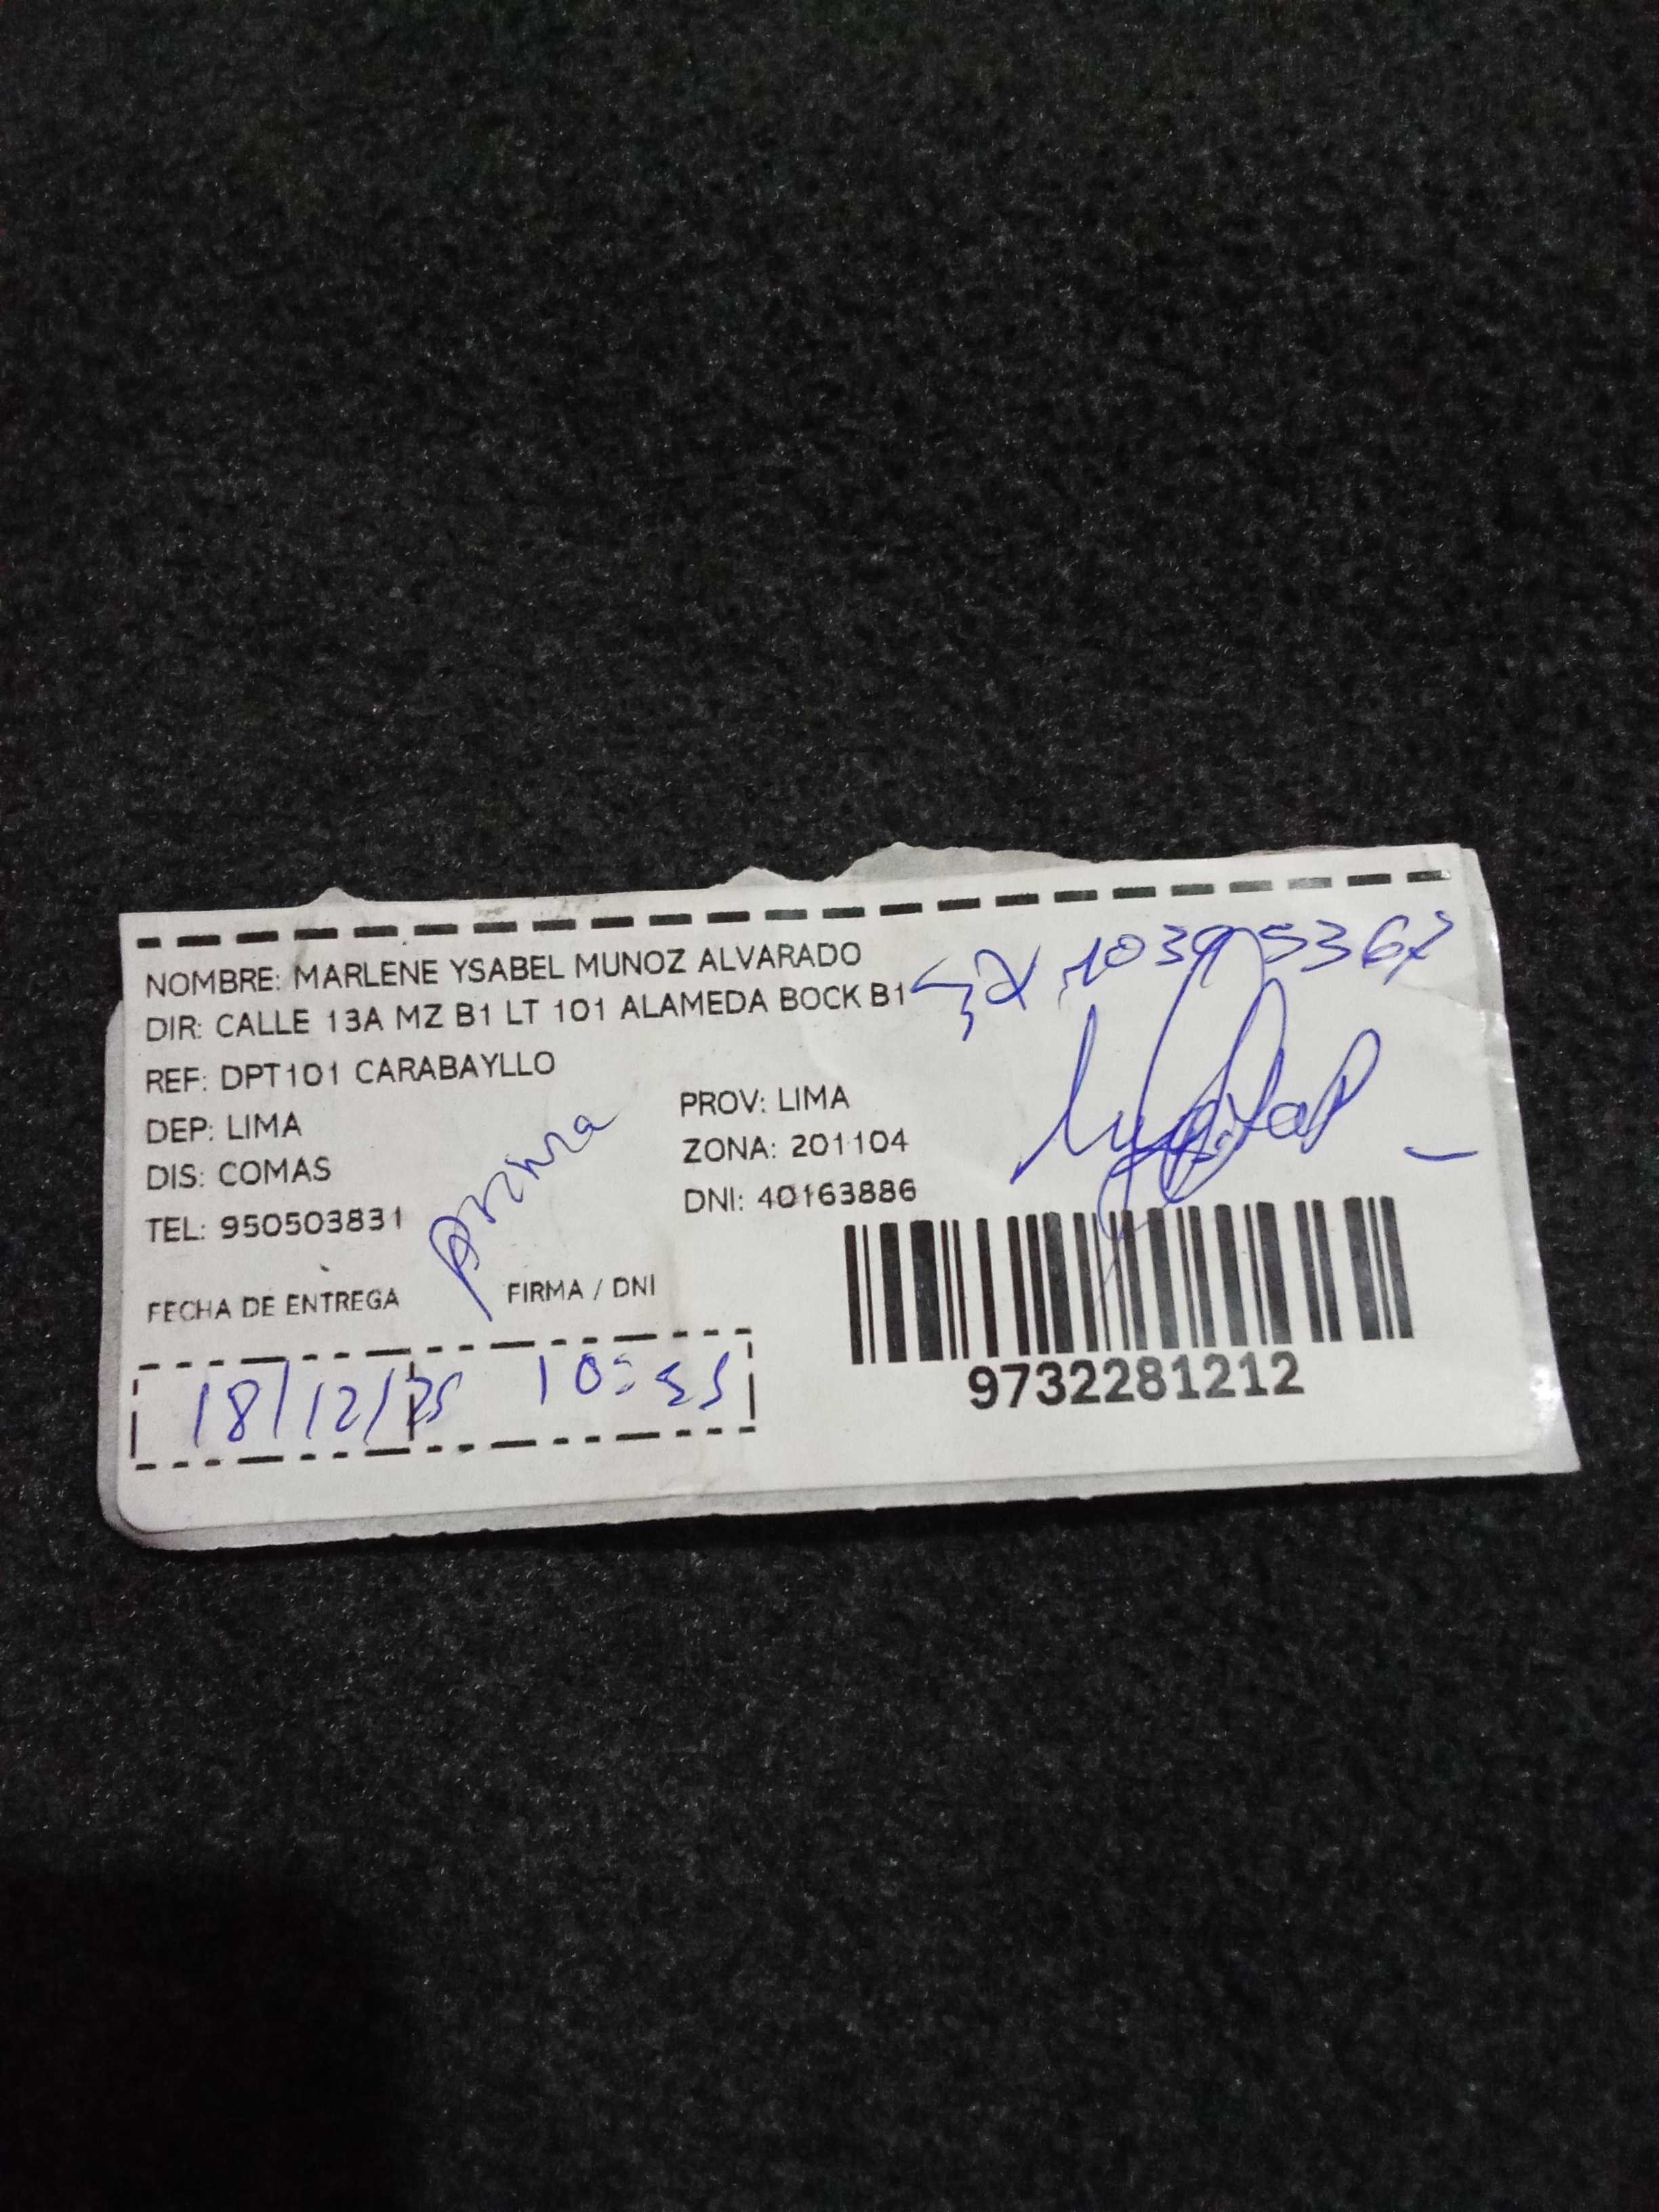 NOMBRE: MARLENE YSABEL MUNOZ ALVARADO
DIR: CALLE 13A MZ B1 LT 101 ALAMEDA BOCK B1
REF: DPT101 CARABAYLLO
DEP: LIMA
PROV: LIMA
DIS: COMAS
ZONA: 201104
TEL: 950503831
DNI: 40163886
prima
FECHA DE ENTREGA
FIRMA / DNI
18/12/25
9732281212